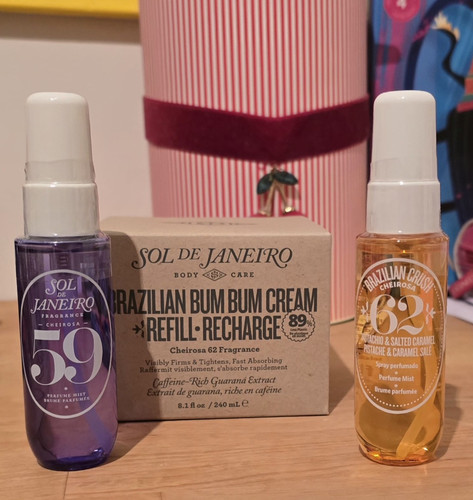 SOL
DE
JANEIRO
FRAGRANCE
CHEIROSA
59
PERFUME MIST
BRUME PARFUMÉE
SOL DE JANEIRO
BODY CARE
BRAZILIAN BUM BUM CREAM
REFILL • RECHARGE
89%
Cheirosa 62 Fragrance
Visibly Firms & Tightens, Fast Absorbing
Raffermit visiblement, s'absorbe rapidement
Caffeine-Rich Guaraná Extract
Extrait de guarana, riche en caféine
8.1 fl oz / 240 mL e
BRAZILIAN CRUSH
CHEIROSA
62
PISTACHIO & SALTED CARAMEL
PISTACHE & CARAMEL SALÉ
Spray perfumado
Perfume Mist
Brume parfumée
4